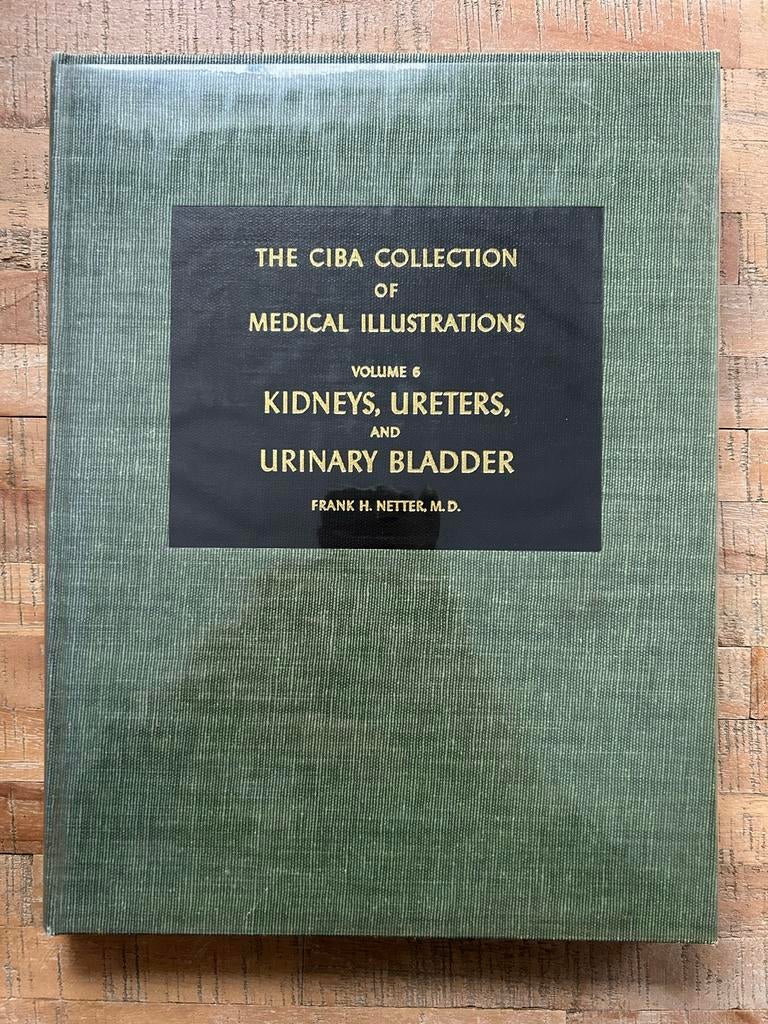 THE CIBA COLLECTION
OF
MEDICAL ILLUSTRATIONS
VOLUME 6
KIDNEYS, URETERS,
AND
URINARY BLADDER
FRANK H. NETTER, M.D.